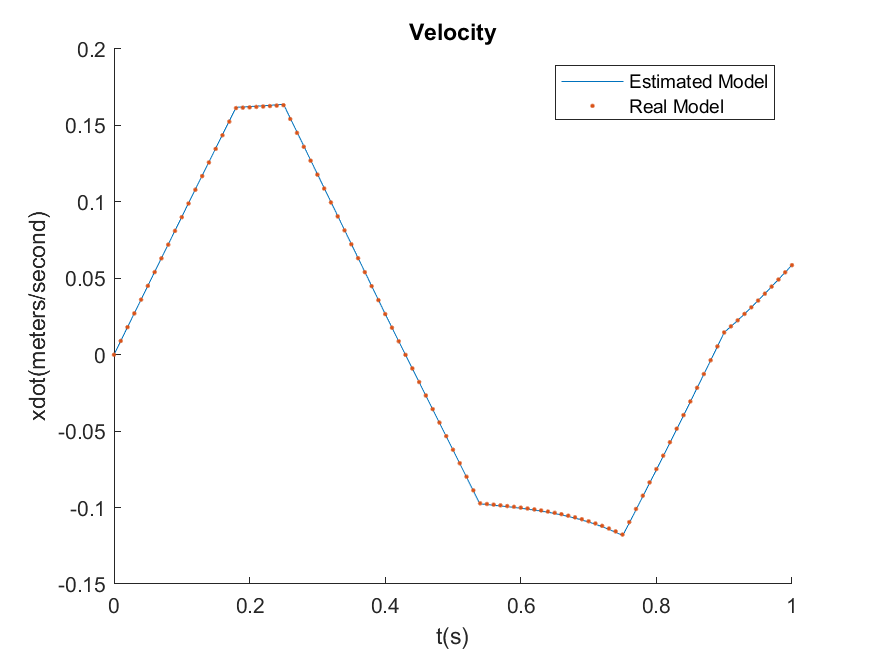 Velocity
Estimated Model
Real Model
0.2
0.15
0.1
0.05
0
-0.05
-0.1
-0.15
xdot(meters/second)
0
0.2
0.4
0.6
0.8
1
t(s)